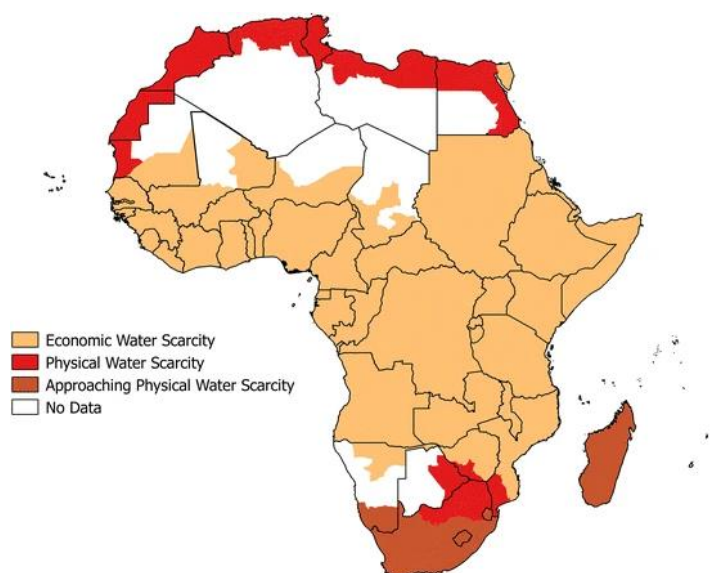 Economic Water Scarcity
Physical Water Scarcity
Approaching Physical Water Scarcity
No Data